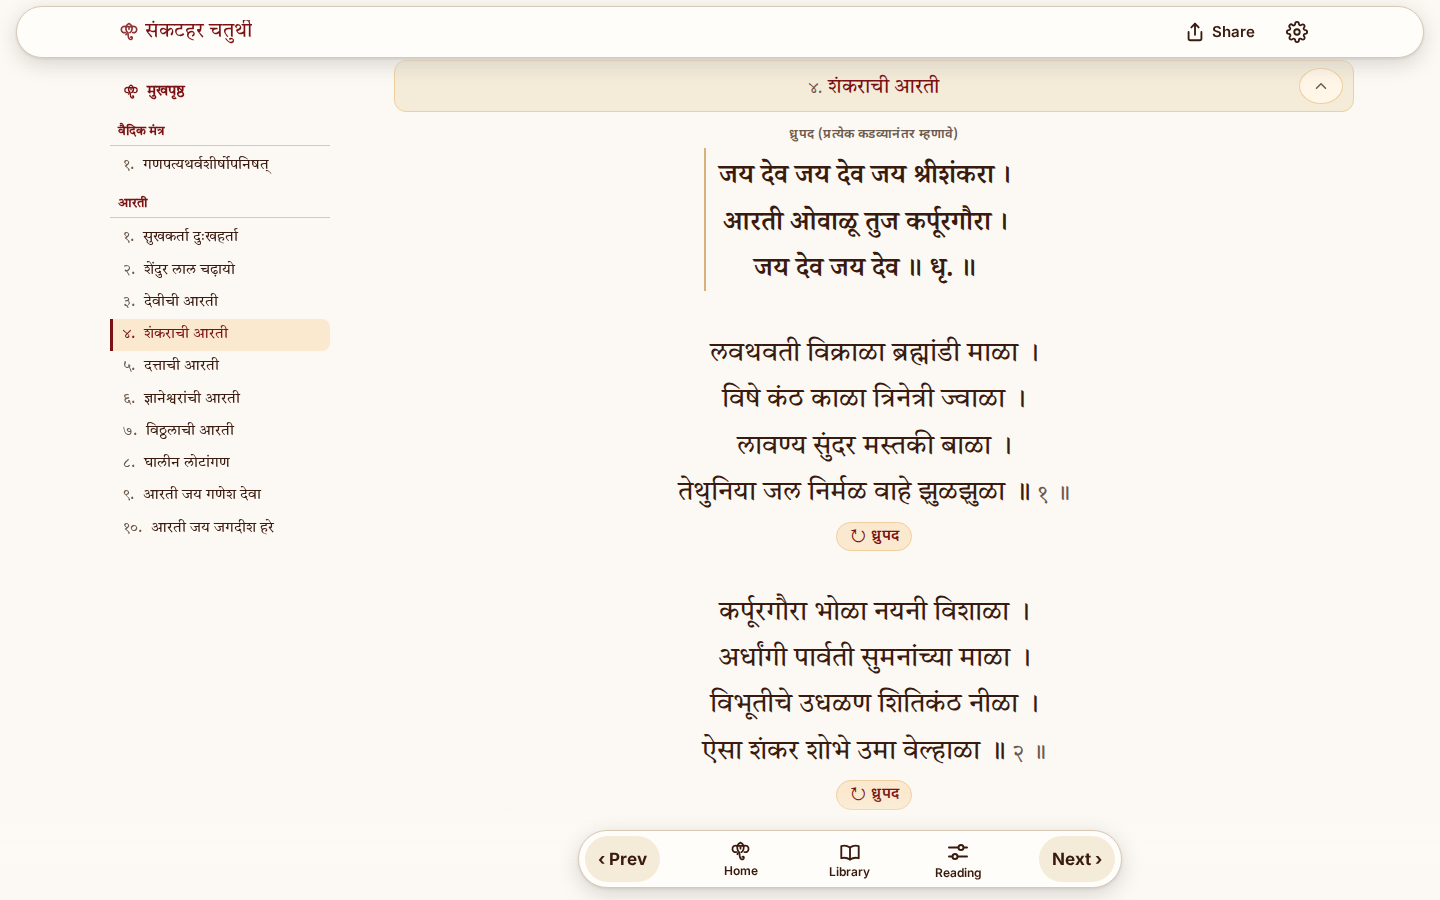 संकटहर चतुर्थी
Share
मुखपृष्ठ
वैदिक मंत्र
१. गणपत्यथर्वशीर्षोपनिषत्
आरती
१. सुखकर्ता दुःखहर्ता
२. शेंदुर लाल चढ़ायो
३. देवीची आरती
४. शंकराची आरती
५. दत्ताची आरती
६. ज्ञानेश्वरांची आरती
७. विठ्ठलाची आरती
८. घालीन लोटांगण
९. आरती जय गणेश देवा
१०. आरती जय जगदीश हरे
४. शंकराची आरती
ध्रुपद (प्रत्येक कडव्यानंतर म्हणावे)
जय देव जय देव जय श्रीशंकरा ।
आरती ओवाळू तुज कर्पूरगौरा ।
जय देव जय देव ॥ धृ. ॥
लवथवती विक्राळा ब्रह्मांडी माळा ।
विषे कंठ काळा त्रिनेत्री ज्वाळा ।
लावण्य सुंदर मस्तकी बाळा ।
तेथुनिया जल निर्मळ वाहे झुळझुळा ॥ १ ॥
ध्रुपद
कर्पूरगौरा भोळा नयनी विशाळा ।
अर्धांगी पार्वती सुमनांच्या माळा ।
विभूतीचे उधळण शितिकंठ नीळा ।
ऐसा शंकर शोभे उमा वेल्हाळा ॥ २ ॥
ध्रुपद
‹ Prev
Home
Library
Reading
Next ›